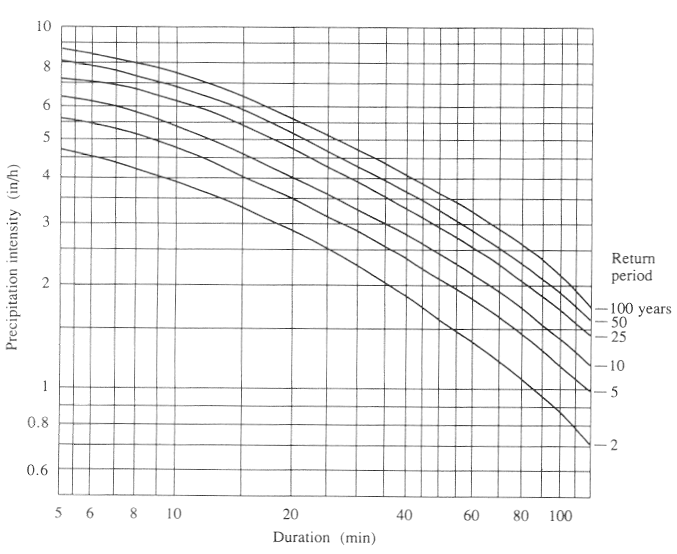 10
8
6
5
4
3
2
1
0.8
0.6
Precipitation intensity (in/h)
5 6 8 10 20 40 60 80 100
Duration (min)
Return
period
100 years
50
25
10
5
2